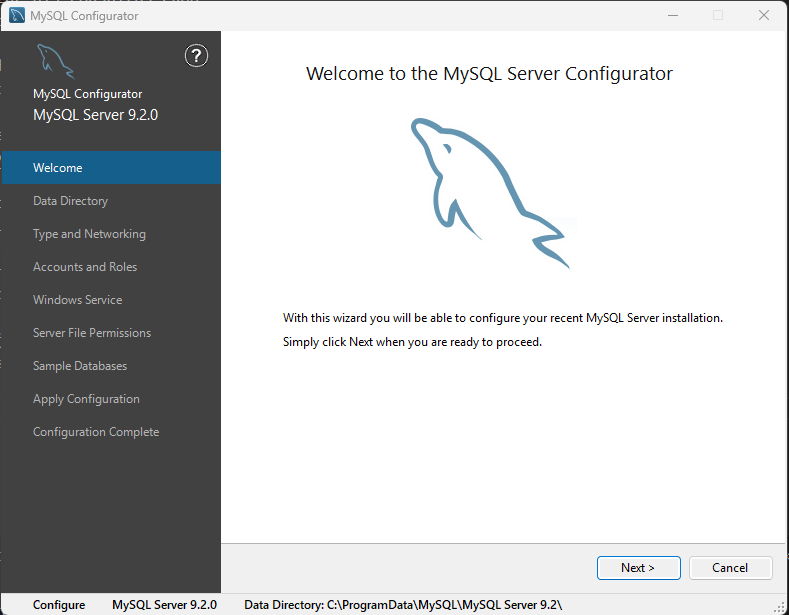 MySQL Configurator
?
MySQL Configurator
MySQL Server 9.2.0
Welcome
Data Directory
Type and Networking
Accounts and Roles
Windows Service
Server File Permissions
Sample Databases
Apply Configuration
Configuration Complete
Welcome to the MySQL Server Configurator
With this wizard you will be able to configure your recent MySQL Server installation.
Simply click Next when you are ready to proceed.
Next >
Cancel
Configure MySQL Server 9.2.0 Data Directory: C:\ProgramData\MySQL\MySQL Server 9.2\